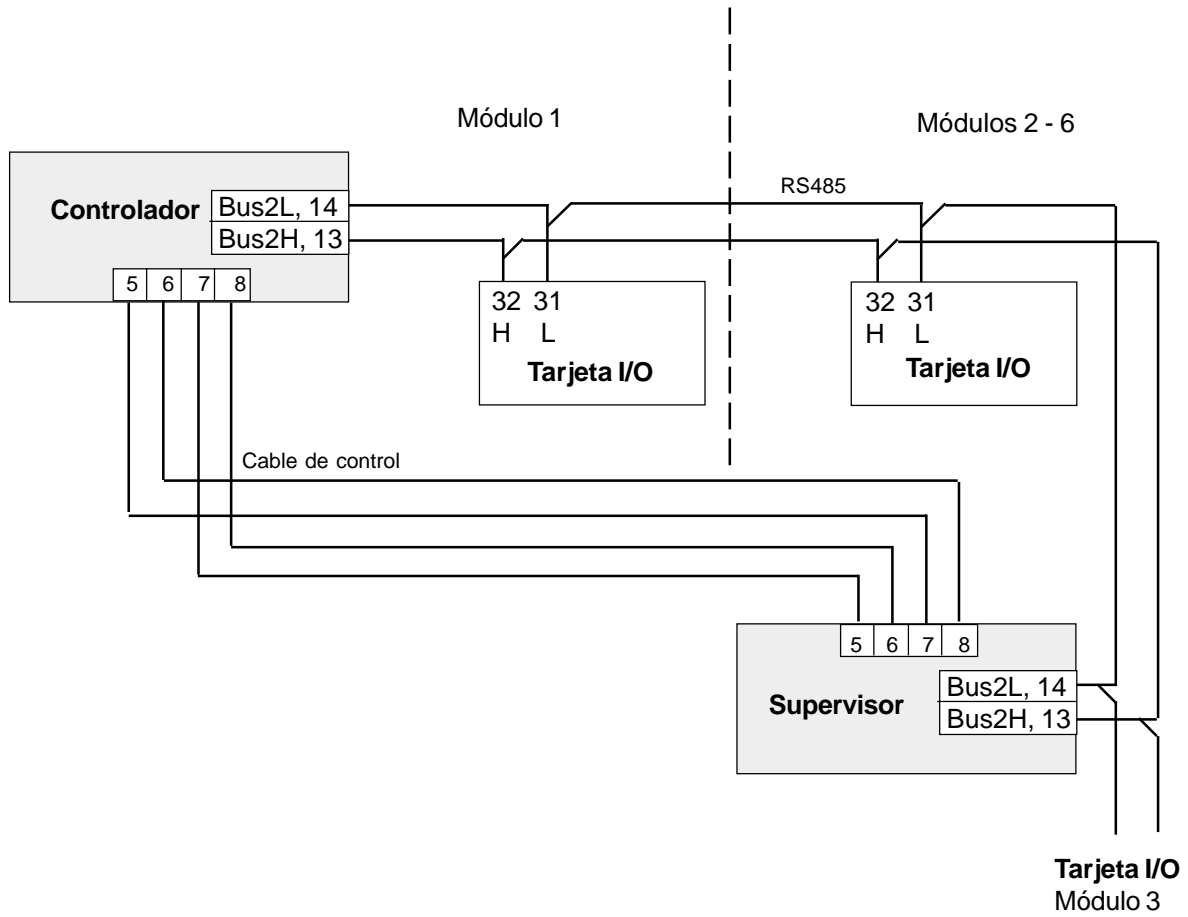 Módulo 1
Módulos 2 - 6
RS485
Controlador
Bus2L, 14
Bus2H, 13
5 6 7 8
32 31
H L
Tarjeta I/O
32 31
H L
Tarjeta I/O
Cable de control
5 6 7 8
Supervisor
Bus2L, 14
Bus2H, 13
Tarjeta I/O
Módulo 3